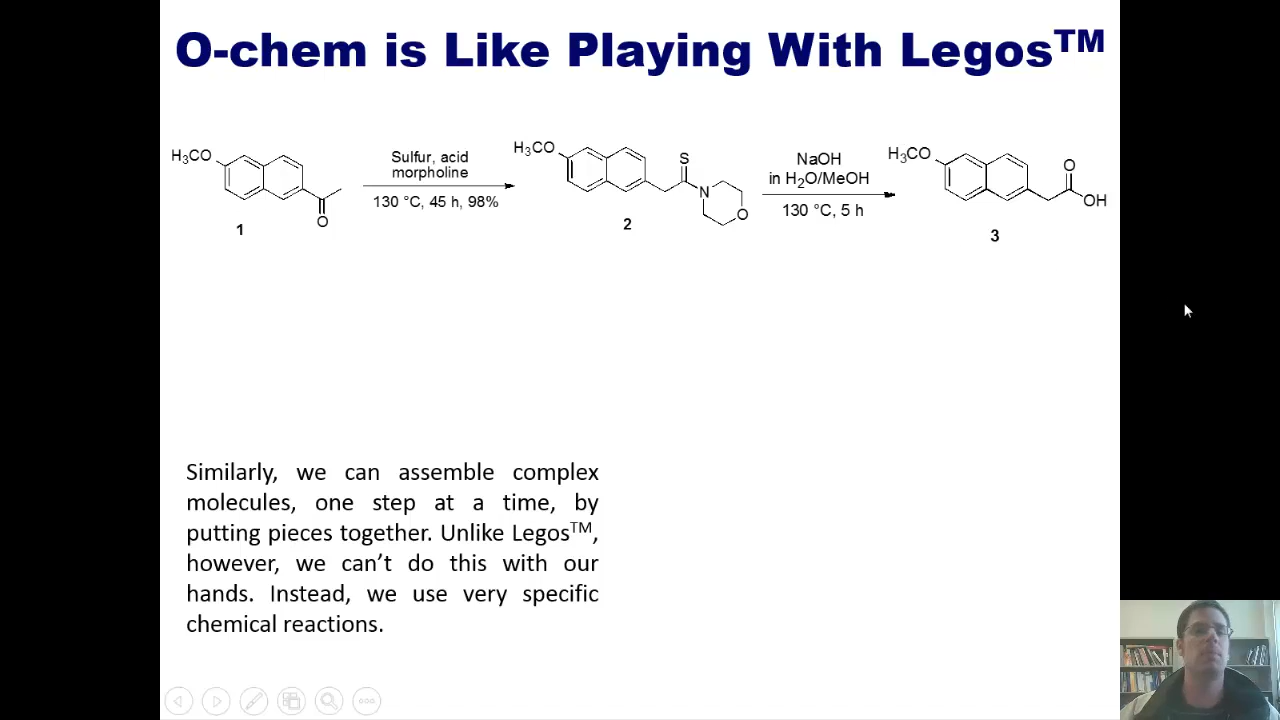 O-chem is Like Playing With Legos™
H₃CO
O
1
Sulfur, acid
morpholine
130 °C, 45 h, 98%
H₃CO
S
N
O
2
NaOH
in H₂O/MeOH
130 °C, 5 h
H₃CO
O
OH
3
Similarly, we can assemble complex
molecules, one step at a time, by
putting pieces together. Unlike Legos™,
however, we can't do this with our
hands. Instead, we use very specific
chemical reactions.